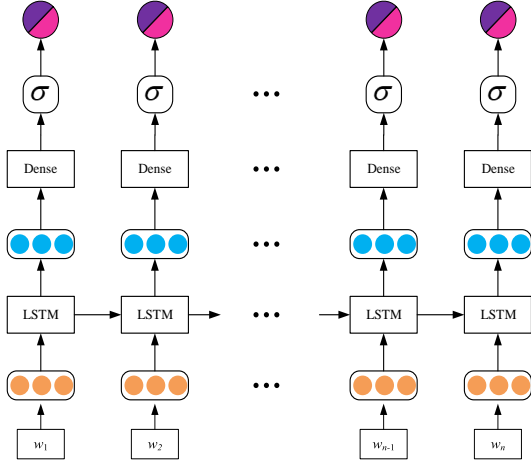 σ σ ... σ σ
Dense Dense ... Dense Dense
...
LSTM LSTM ... LSTM LSTM
...
w1 w2 wn-1 wn